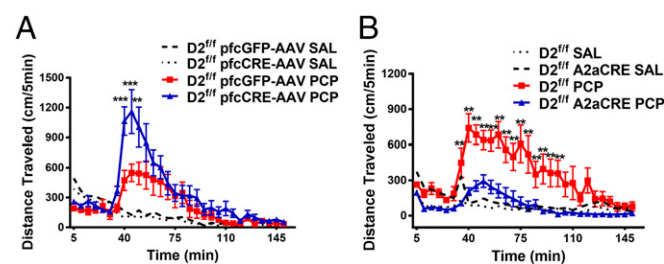 A
D2f/f pfcGFP-AAV SAL
D2f/f pfcCRE-AAV SAL
D2f/f pfcGFP-AAV PCP
D2f/f pfcCRE-AAV PCP
Distance Traveled (cm/5min)
1500
1200
900
600
300
0
***
***
**
5 40 75 110 145
Time (min)
B
D2f/f SAL
D2f/f A2aCRE SAL
D2f/f PCP
D2f/f A2aCRE PCP
Distance Traveled (cm/5min)
1200
900
600
300
0
** ** ** ** ** ** ** ** ** ** ** ** **
5 40 75 110 145
Time (min)